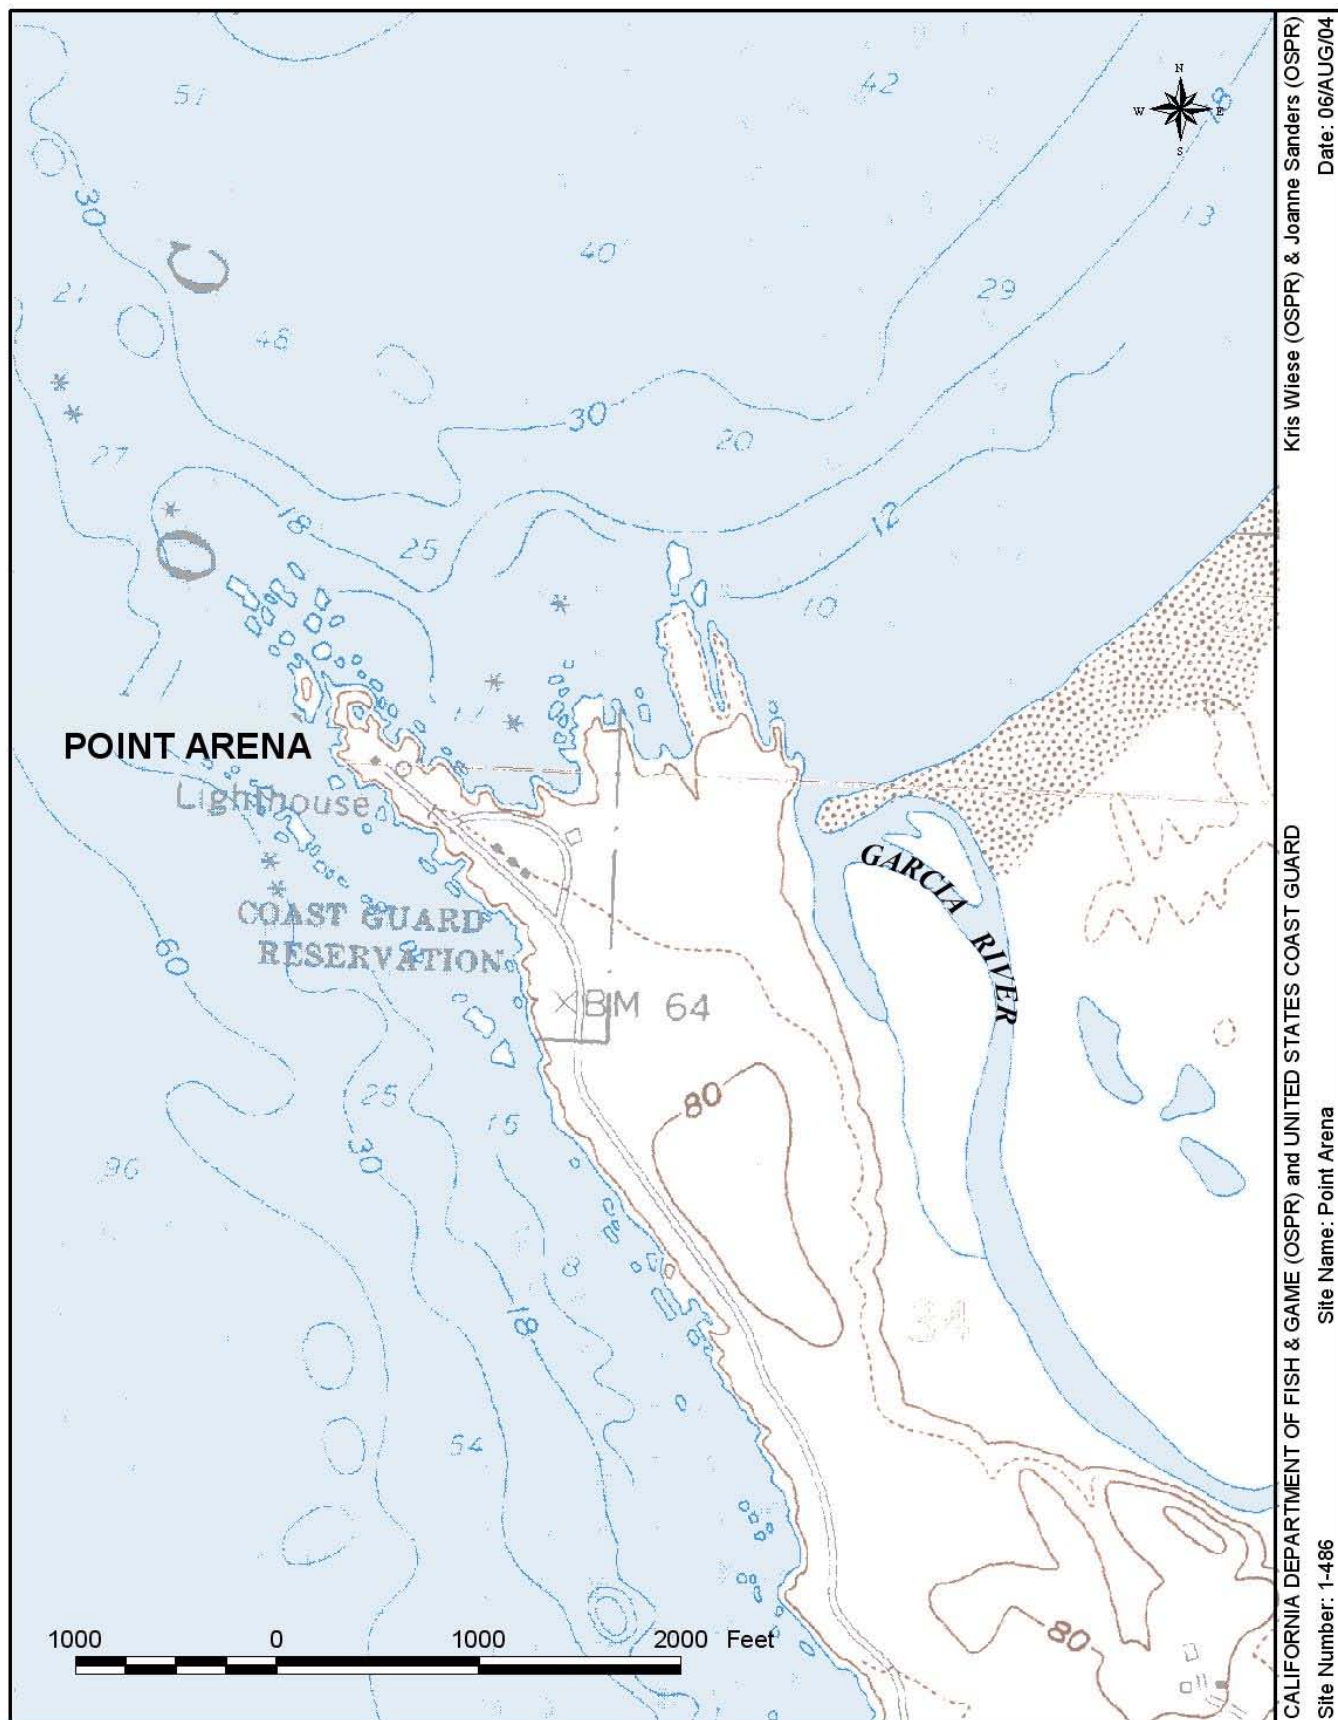 51
42
N
W
E
S
18
13
30
C
40
21
29
30
20
27
12
18
25
O
10
POINT ARENA
Lighthouse
GARCIA RIVER
COAST GUARD
RESERVATION
60
BM 64
80
25
15
30
96
18
34
54
80
1000 0 1000 2000 Feet
CALIFORNIA DEPARTMENT OF FISH & GAME (OSPR) and UNITED STATES COAST GUARD Kris Wiese (OSPR) & Joanne Sanders (OSPR)
Site Number: 1-486 Site Name: Point Arena Date: 06/AUG/04